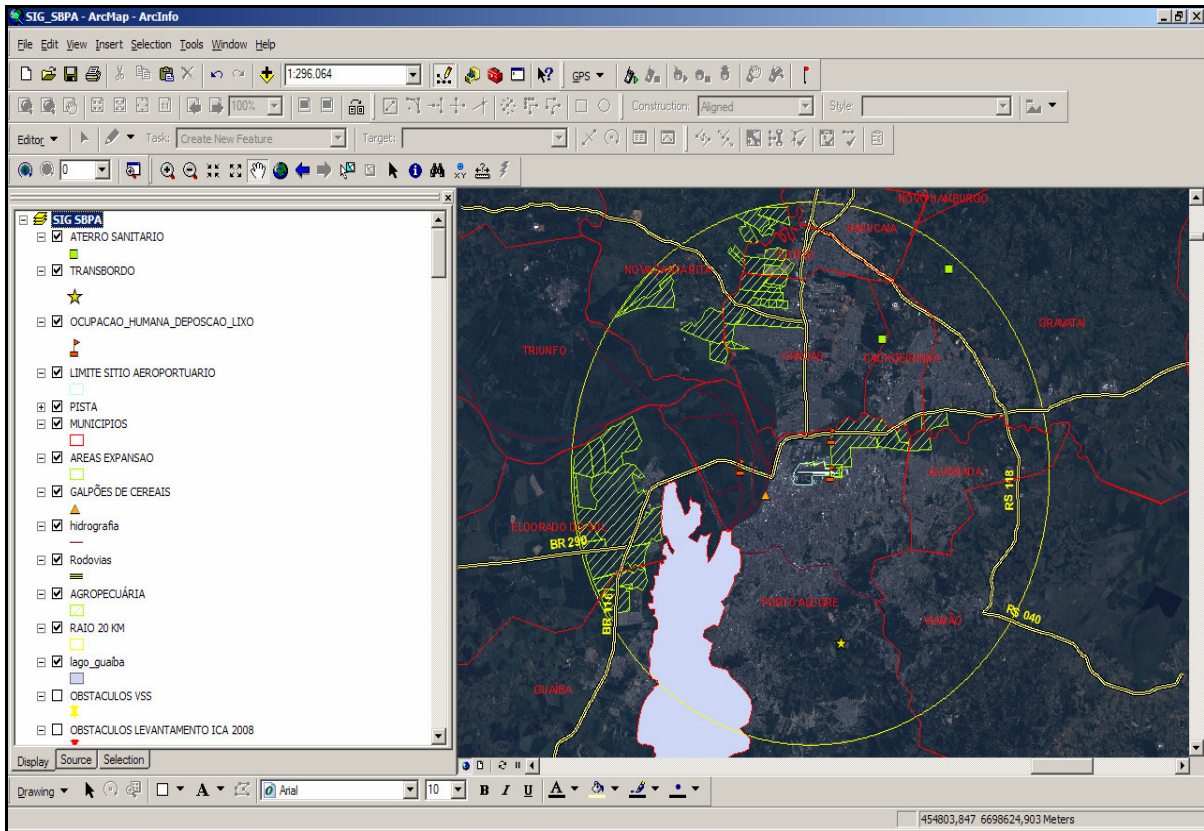 SIG_SBPA - ArcMap - ArcInfo
File Edit View Insert Selection Tools Window Help
1:296.064
GPS
100%
Construction: Aligned
Style:
Editor
Task: Create New Feature
Target:
0
SIG SBPA
ATERRO SANITARIO
TRANSBORDO
OCUPACAO_HUMANA_DEPOSCAO_LIXO
LIMITE SITIO AEROPORTUARIO
PISTA
MUNICIPIOS
AREAS EXPANSAO
GALPÕES DE CEREAIS
hidrografia
Rodovias
AGROPECUÁRIA
RAIO 20 KM
lago_guaíba
OBSTACULOS VSS
OBSTACULOS LEVANTAMENTO ICA 2008
Display Source Selection
NOVO HAMBURGO
SAPUCAIA
NOVA SANTA RITA
GRAVATAI
TRIUNFO
CANOAS
CACHOEIRINHA
ALVORADA
RS 118
ELDORADO DO SUL
BR 290
BR 116
PORTO ALEGRE
VIAMÃO
RS 040
GUAÍBA
Drawing
A
Arial
10
B I U A
454803,847 6698624,903 Meters